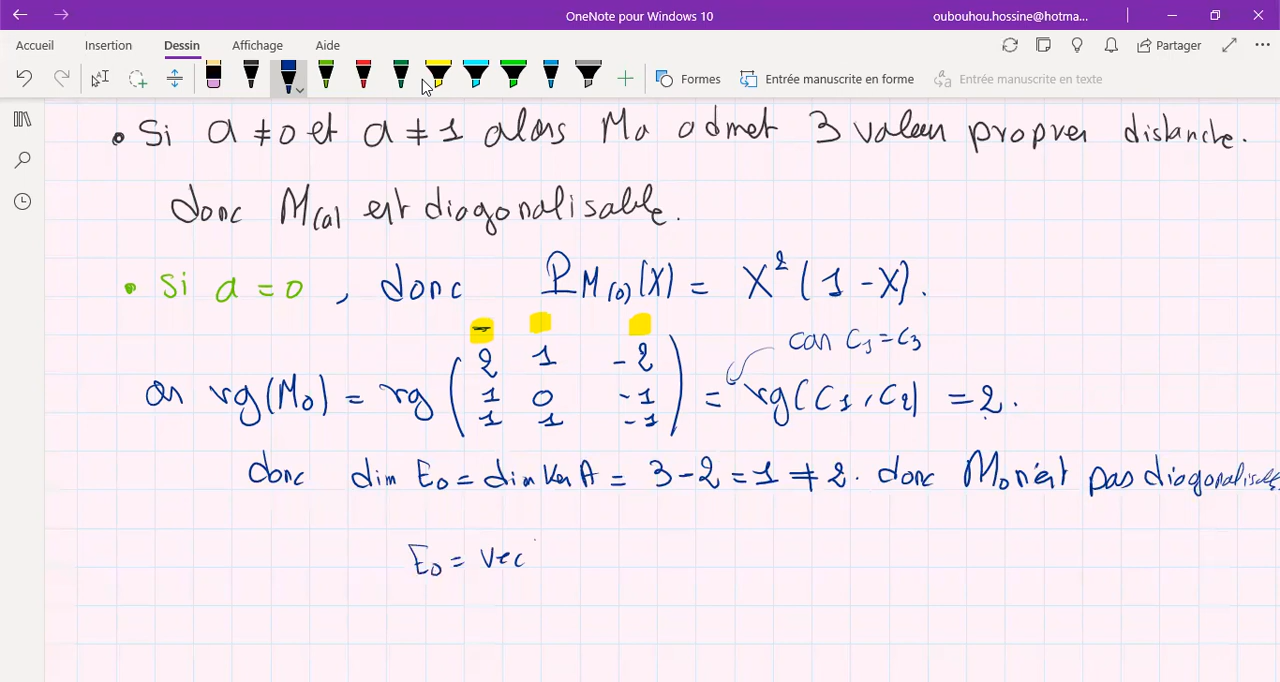 OneNote pour Windows 10
oubouhou.hossine@hotma...
Accueil Insertion Dessin Affichage Aide
Partager
Formes Entrée manuscrite en forme Entrée manuscrite en texte
• Si a ≠ 0 et a ≠ 1 alors Ma admet 3 valeurs propres distincte.
donc M(a) est diagonalisable.
• Si a = 0, donc P_M(0)(X) = X²(1-X).
car C1 = C3
or rg(M0) = rg ( 2 1 -2
1 0 -1
1 1 -1 ) = rg(C1, C2) = 2.
donc dim E0 = dim Ker A = 3-2 = 1 ≠ 2. donc M0 n'est pas diagonalisable
E0 = Vec